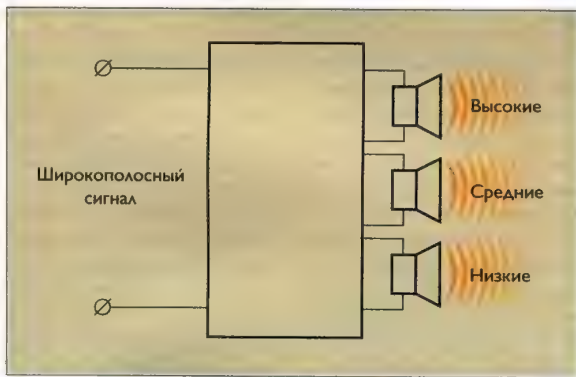 Высокие
Широкополосный
сигнал
Средние
Низкие